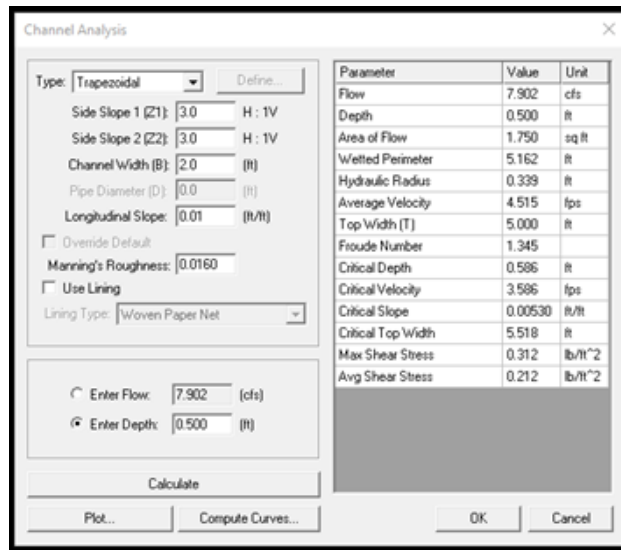 Channel Analysis
Type: Trapezoidal Define...
Side Slope 1 (Z1): 3.0 H : 1V
Side Slope 2 (Z2): 3.0 H : 1V
Channel Width (B): 2.0 (ft)
Pipe Diameter (D): 0.0 (ft)
Longitudinal Slope: 0.01 (ft/ft)
Override Default
Manning's Roughness: 0.0160
Use Lining
Lining Type: Woven Paper Net
Enter Flow: 7.902 (cfs)
Enter Depth: 0.500 (ft)
Calculate
Plot... Compute Curves...
Parameter Value Unit
Flow 7.902 cfs
Depth 0.500 ft
Area of Flow 1.750 sq ft
Wetted Perimeter 5.162 ft
Hydraulic Radius 0.339 ft
Average Velocity 4.515 fps
Top Width (T) 5.000 ft
Froude Number 1.345
Critical Depth 0.586 ft
Critical Velocity 3.586 fps
Critical Slope 0.00530 ft/ft
Critical Top Width 5.518 ft
Max Shear Stress 0.312 lb/ft^2
Avg Shear Stress 0.212 lb/ft^2
OK Cancel